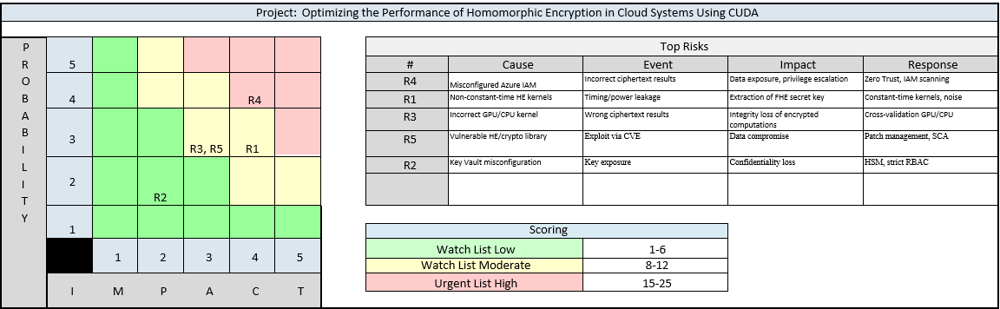 Project: Optimizing the Performance of Homomorphic Encryption in Cloud Systems Using CUDA
P
R
O
B
A
B
I
L
I
T
Y
5
4
R4
3
R3, R5
R1
2
R2
1
1 2 3 4 5
I M P A C T
Top Risks
# Cause Event Impact Response
R4 Misconfigured Azure IAM Incorrect ciphertext results Data exposure, privilege escalation Zero Trust, IAM scanning
R1 Non-constant-time HE kernels Timing/power leakage Extraction of FHE secret key Constant-time kernels, noise
R3 Incorrect GPU/CPU kernel Wrong ciphertext results Integrity loss of encrypted Cross-validation GPU/CPU
computations
R5 Vulnerable HE/crypto library Exploit via CVE Data compromise Patch management, SCA
R2 Key Vault misconfiguration Key exposure Confidentiality loss HSM, strict RBAC
Scoring
Watch List Low 1-6
Watch List Moderate 8-12
Urgent List High 15-25